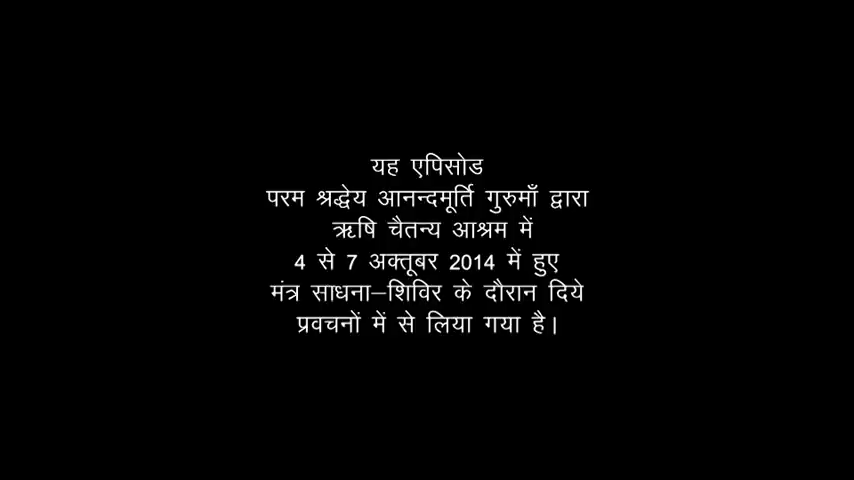 यह एपिसोड
परम श्रद्धेय आनन्दमूर्ति गुरुमाँ द्वारा
ऋषि चैतन्य आश्रम में
4 से 7 अक्तूबर 2014 में हुए
मंत्र साधना–शिविर के दौरान दिये
प्रवचनों में से लिया गया है।